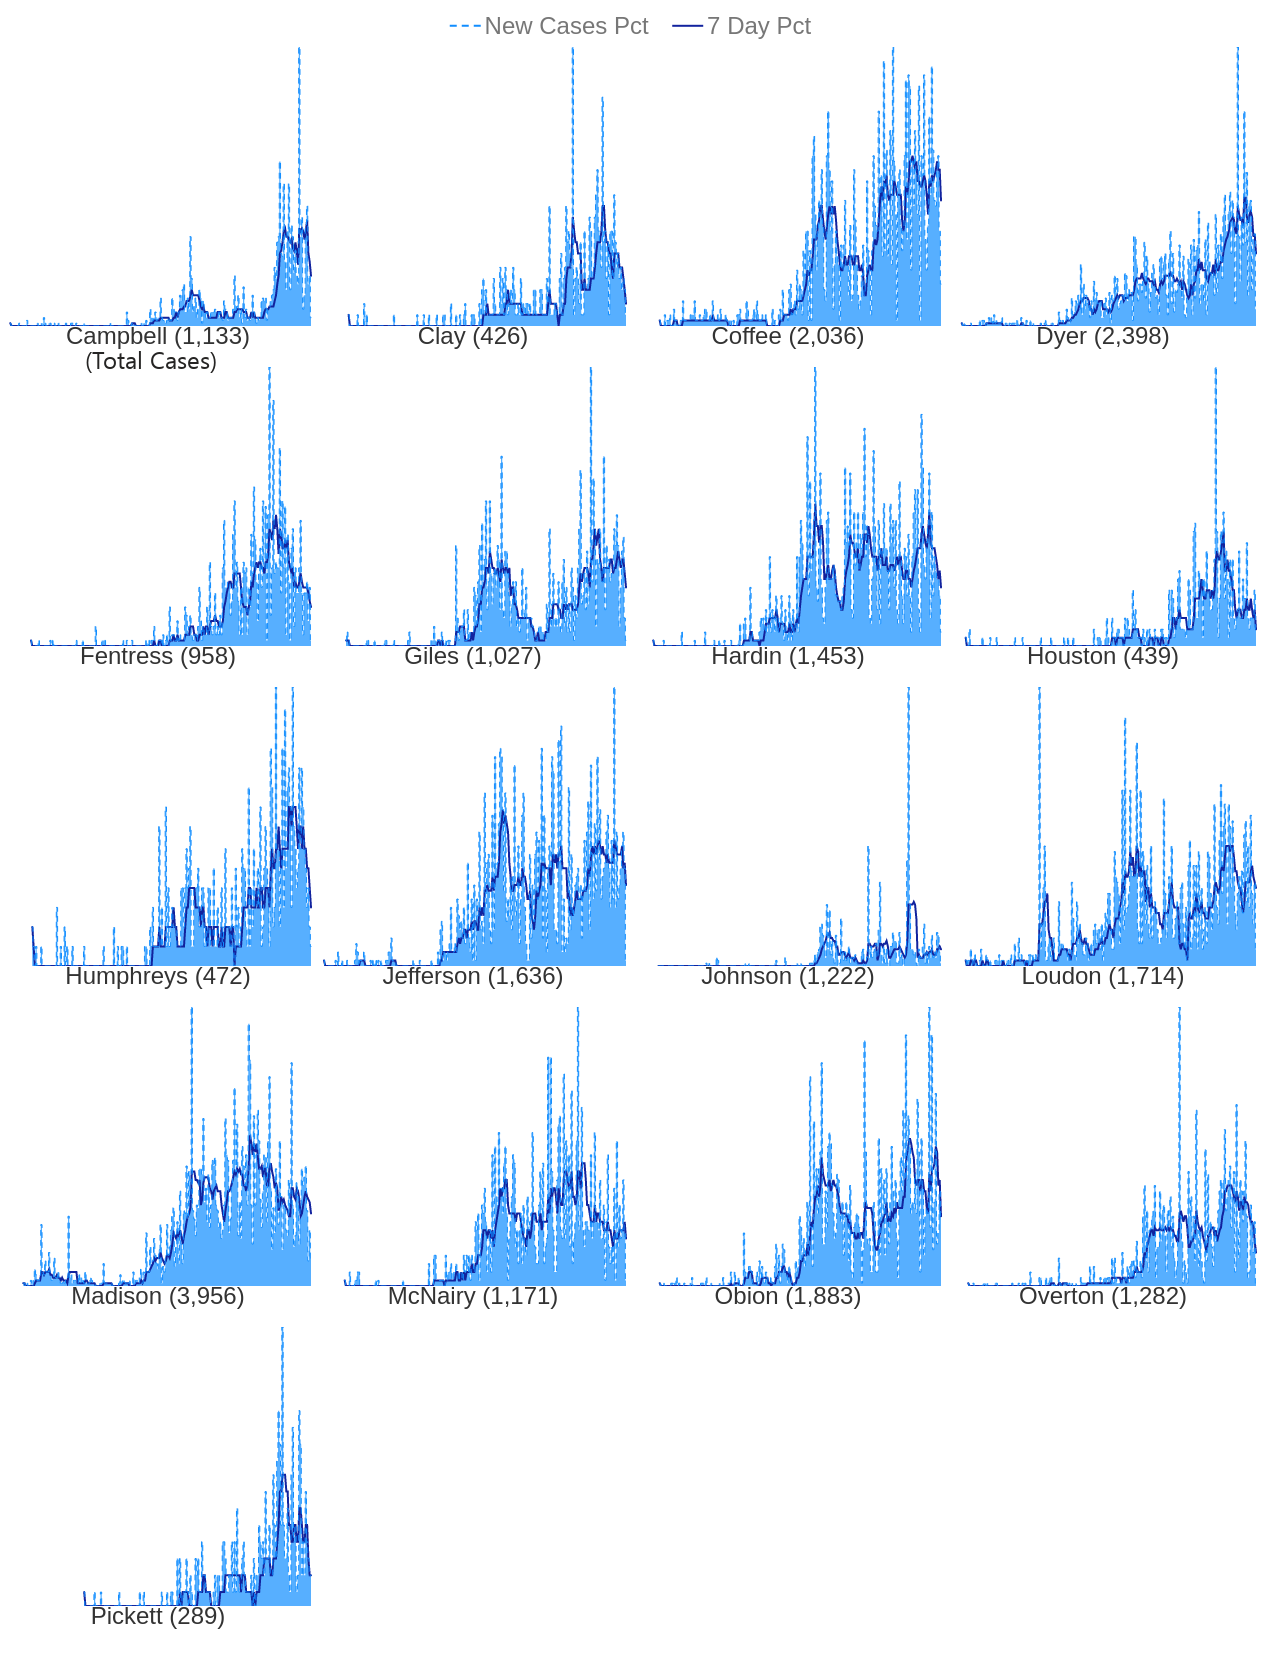 New Cases Pct 7 Day Pct
Campbell (1,133) Clay (426) Coffee (2,036) Dyer (2,398)
(Total Cases)
Fentress (958) Giles (1,027) Hardin (1,453) Houston (439)
Humphreys (472) Jefferson (1,636) Johnson (1,222) Loudon (1,714)
Madison (3,956) McNairy (1,171) Obion (1,883) Overton (1,282)
Pickett (289)